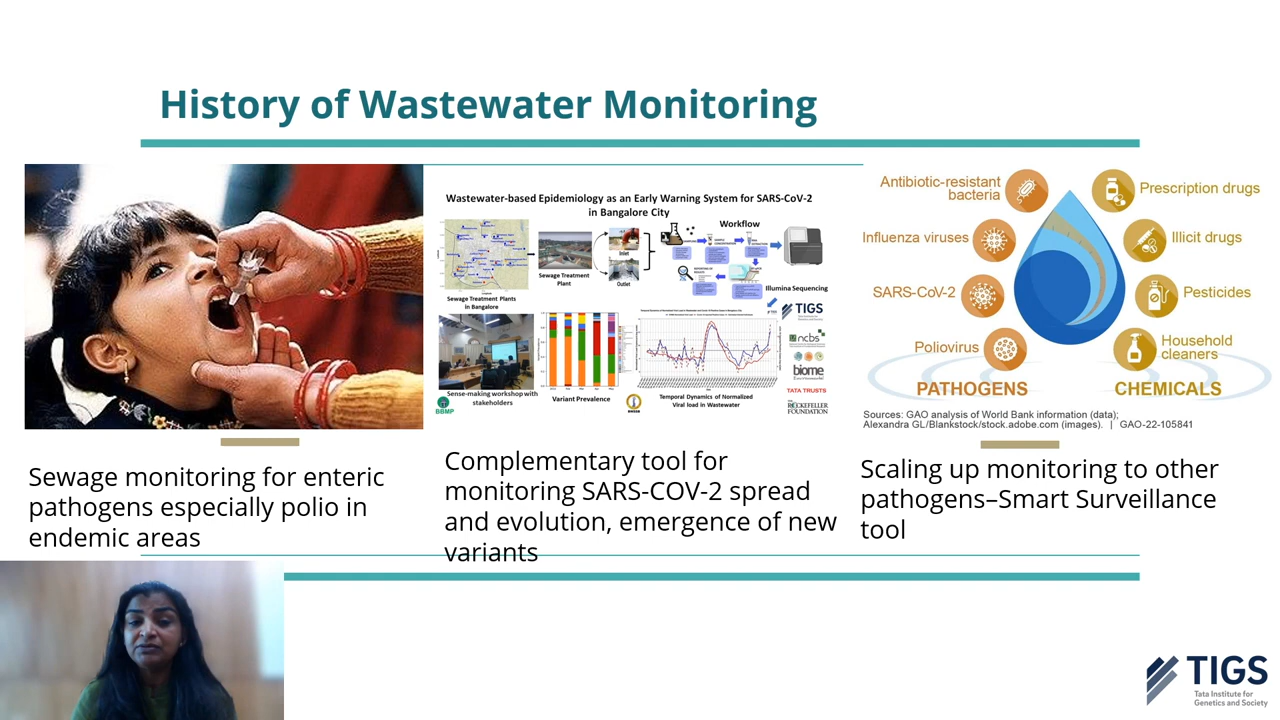 History of Wastewater Monitoring
Wastewater-based Epidemiology as an Early Warning System for SARS-CoV-2
in Bangalore City
Workflow
Inlet
Outlet
Sewage Treatment
Plant
Sewage Treatment Plants
in Bangalore
Illumina Sequencing
TIGS
ncbs
biome
TATA TRUSTS
THE
ROCKEFELLER
FOUNDATION
Sense-making workshop with
stakeholders
BBMP
Variant Prevalence
Temporal Dynamics of Normalized
Viral load in Wastewater
Antibiotic-resistant
bacteria
Influenza viruses
SARS-CoV-2
Poliovirus
PATHOGENS
Prescription drugs
Illicit drugs
Pesticides
Household
cleaners
CHEMICALS
Sources: GAO analysis of World Bank information (data);
Alexandra GL/Blankstock/stock.adobe.com (images). | GAO-22-105841
Sewage monitoring for enteric
pathogens especially polio in
endemic areas
Complementary tool for
monitoring SARS-COV-2 spread
and evolution, emergence of new
variants
Scaling up monitoring to other
pathogens–Smart Surveillance
tool
TIGS
Tata Institute for
Genetics and Society